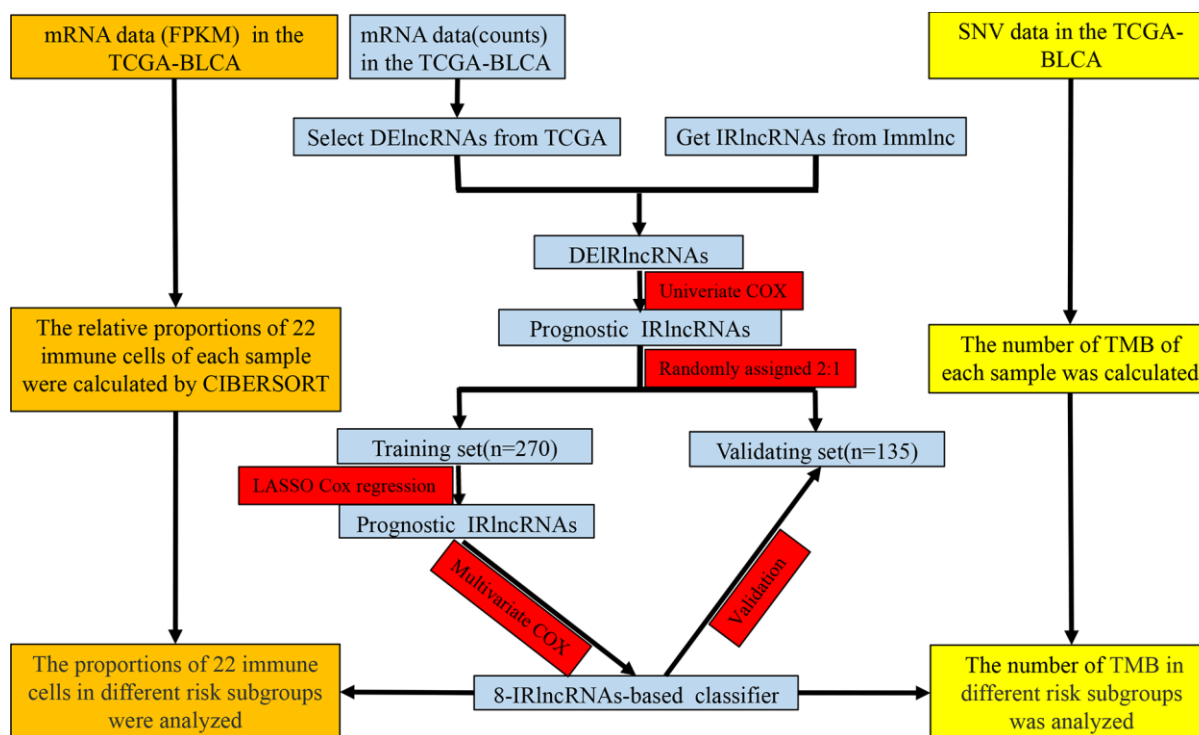 mRNA data (FPKM) in the
TCGA-BLCA
mRNA data(counts)
in the TCGA-BLCA
SNV data in the TCGA-
BLCA
Select DElncRNAs from TCGA
Get IRlncRNAs from Immlnc
DEIRlncRNAs
Univeriate COX
Prognostic IRlncRNAs
Randomly assigned 2:1
The relative proportions of 22
immune cells of each sample
were calculated by CIBERSORT
The number of TMB of
each sample was calculated
Training set(n=270)
Validating set(n=135)
LASSO Cox regression
Prognostic IRlncRNAs
Multivariate COX
Validation
The proportions of 22 immune
cells in different risk subgroups
were analyzed
8-IRlncRNAs-based classifier
The number of TMB in
different risk subgroups
was analyzed